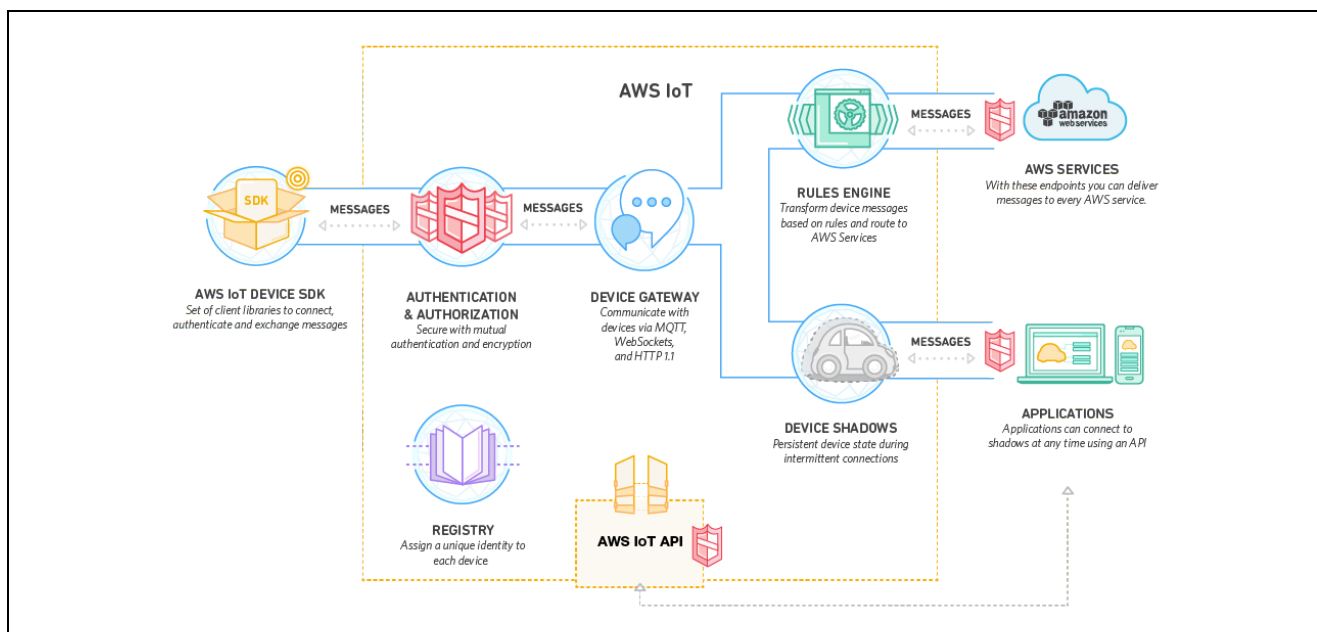 AWS IoT
MESSAGES
amazon
webservices
AWS SERVICES
With these endpoints you can deliver
messages to every AWS service.
RULES ENGINE
Transform device messages
based on rules and route to
AWS Services
SDK
MESSAGES
MESSAGES
AWS IoT DEVICE SDK
Set of client libraries to connect,
authenticate and exchange messages
AUTHENTICATION
& AUTHORIZATION
Secure with mutual
authentication and encryption
DEVICE GATEWAY
Communicate with
devices via MQTT,
WebSockets,
and HTTP 1.1
MESSAGES
DEVICE SHADOWS
Persistent device state during
intermittent connections
APPLICATIONS
Applications can connect to
shadows at any time using an API
REGISTRY
Assign a unique identity to
each device
AWS IoT API